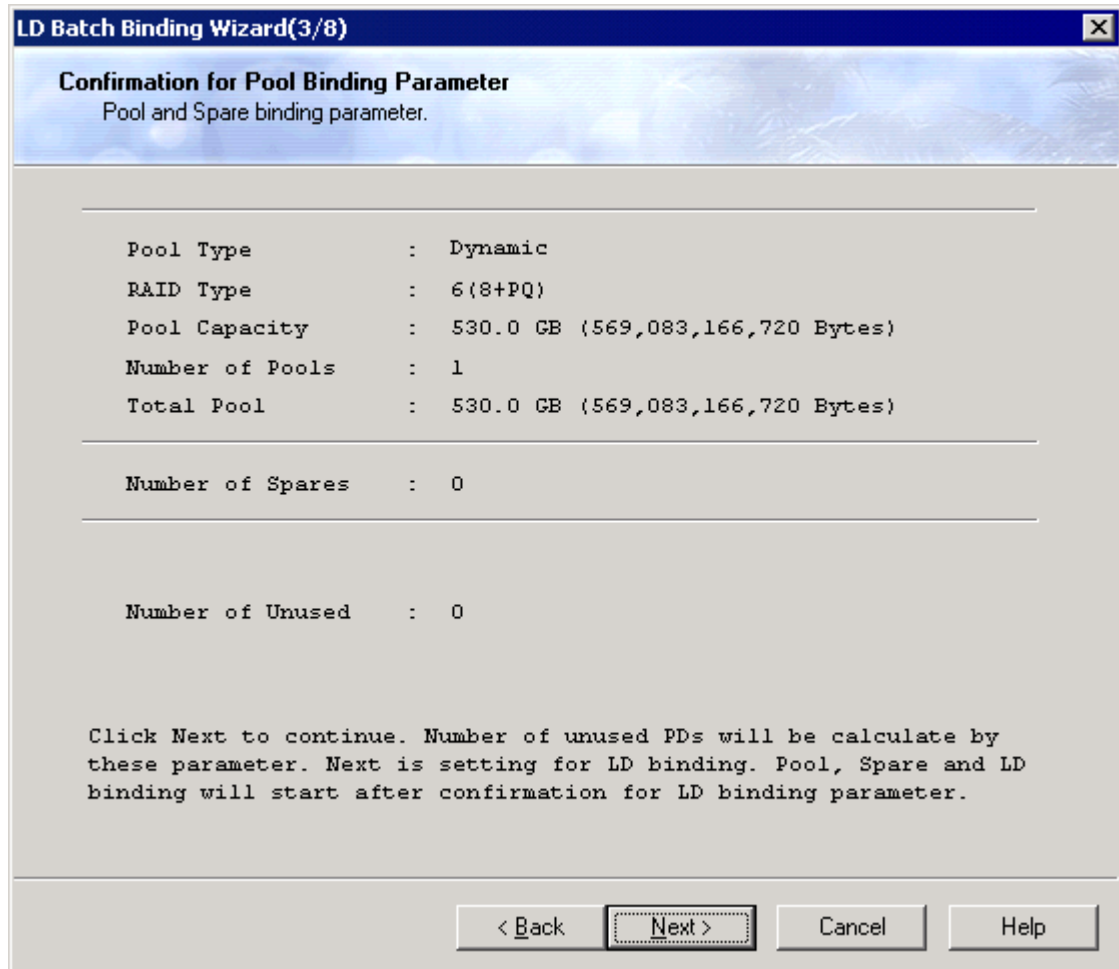 LD Batch Binding Wizard(3/8)
Confirmation for Pool Binding Parameter
Pool and Spare binding parameter.
Pool Type : Dynamic
RAID Type : 6(8+PQ)
Pool Capacity : 530.0 GB (569,083,166,720 Bytes)
Number of Pools : 1
Total Pool : 530.0 GB (569,083,166,720 Bytes)
Number of Spares : 0
Number of Unused : 0
Click Next to continue. Number of unused PDs will be calculate by
these parameter. Next is setting for LD binding. Pool, Spare and LD
binding will start after confirmation for LD binding parameter.
< Back Next > Cancel Help